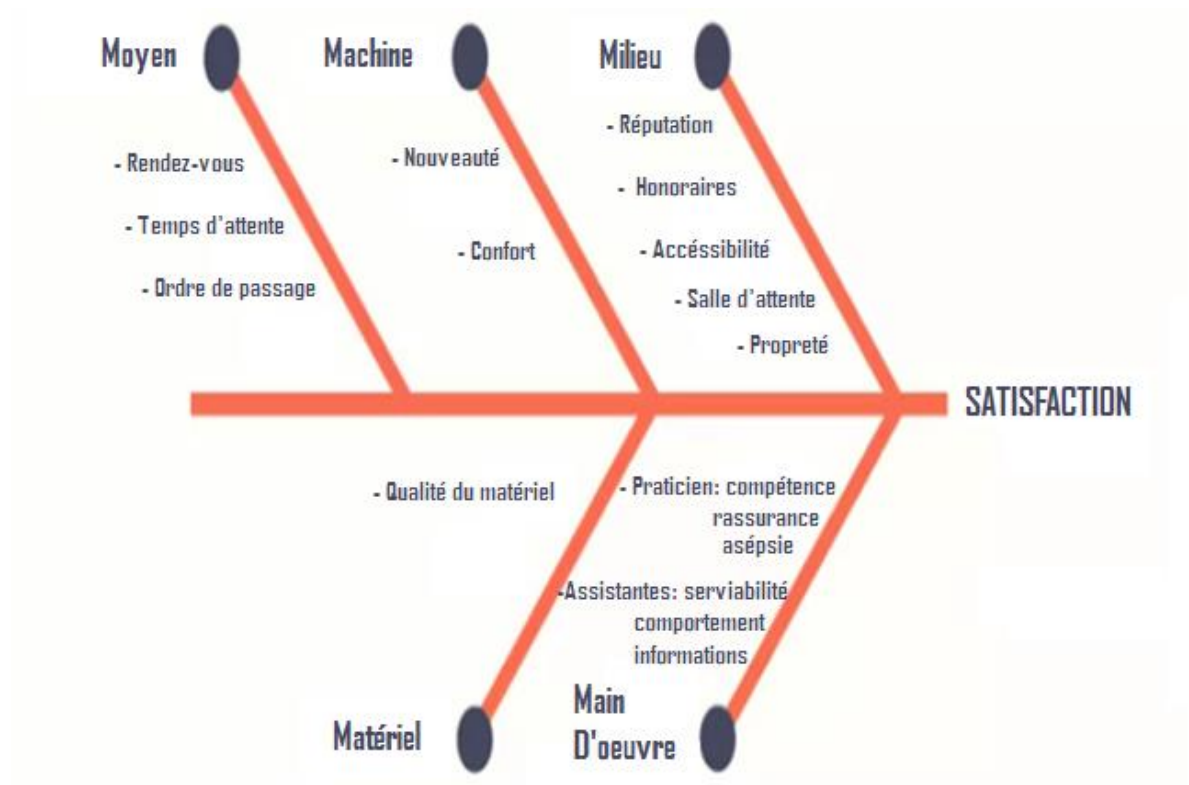 Moyen
- Rendez-vous
- Temps d'attente
- Ordre de passage
Machine
- Nouveauté
- Confort
Milieu
- Réputation
- Honoraires
- Accéssibilité
- Salle d'attente
- Propreté
SATISFACTION
- Qualité du matériel
Matériel
- Praticien: compétence
rassurance
asépsie
-Assistantes: serviabilité
comportement
informations
Main
D'oeuvre